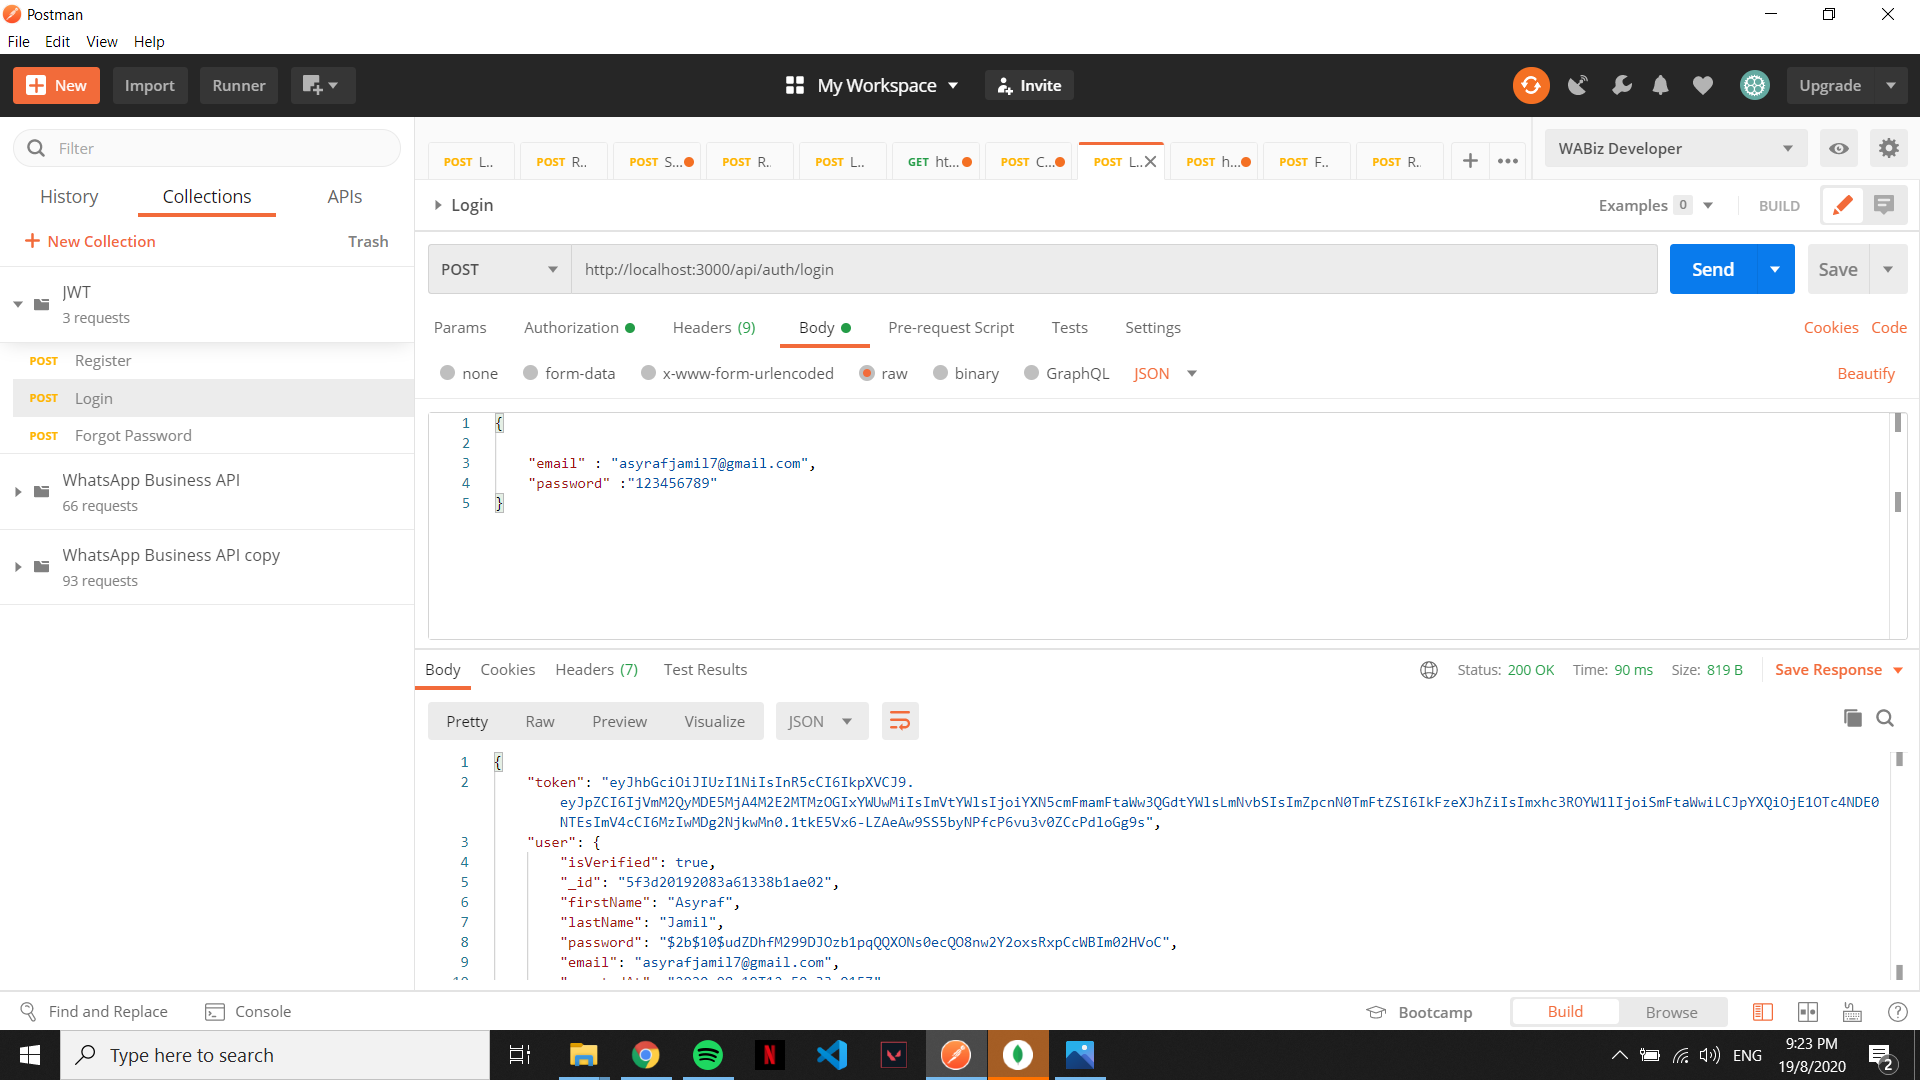 Postman
File Edit View Help
New Import Runner My Workspace Invite Upgrade
Filter
History Collections APIs
New Collection Trash
JWT
3 requests
POST Register
POST Login
POST Forgot Password
WhatsApp Business API
66 requests
WhatsApp Business API copy
93 requests
POST L.. POST R.. POST S... POST R. POST L.. GET ht... POST C... POST L.. POST h... POST F.. POST R. WABiz Developer
Login Examples 0 BUILD
POST http://localhost:3000/api/auth/login Send Save
Params Authorization Headers (9) Body Pre-request Script Tests Settings Cookies Code
none form-data x-www-form-urlencoded raw binary GraphQL JSON Beautify
1 {
2
3 "email" : "asyrafjamil7@gmail.com",
4 "password" :"123456789"
5 }
Body Cookies Headers (7) Test Results Status: 200 OK Time: 90 ms Size: 819 B Save Response
Pretty Raw Preview Visualize JSON
1 {
2 "token": "eyJhbGciOiJIUzI1NiIsInR5cCI6IkpXVCJ9.
eyJpZCI6IjVmM2QyMDE5MjA4M2E2MTMzOGIxYWUwMiIsImVtYWlsIjoiYXN5cmFmamFtaWw3QGdtYWlsLmNvbSIsImZpcnN0TmFtZSI6IkFzeXJhZiIsImxhc3ROYW1lIjoiSmFtaWwiLCJpYXQiOjE1OTc4NDE0
NTEsImV4cCI6MzIwMDg2NjkwMn0.1tkE5Vx6-LZAeAw9SS5byNPfcP6vu3v0ZCcPdloGg9s",
3 "user": {
4 "isVerified": true,
5 "_id": "5f3d20192083a61338b1ae02",
6 "firstName": "Asyraf",
7 "lastName": "Jamil",
8 "password": "$2b$10$udZDhfM299DJOzb1pqQQXONs0ecQO8nw2Y2oxsRxpCcWBIm02HVoC",
9 "email": "asyrafjamil7@gmail.com",
Find and Replace Console Bootcamp Build Browse
Type here to search ENG 9:23 PM
19/8/2020 2